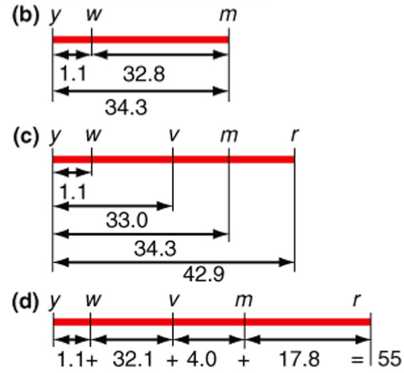 (b) y w m
1.1 32.8
34.3
(c) y w v m r
1.1
33.0
34.3
42.9
(d) y w v m r
1.1+ 32.1 + 4.0 + 17.8 = 55